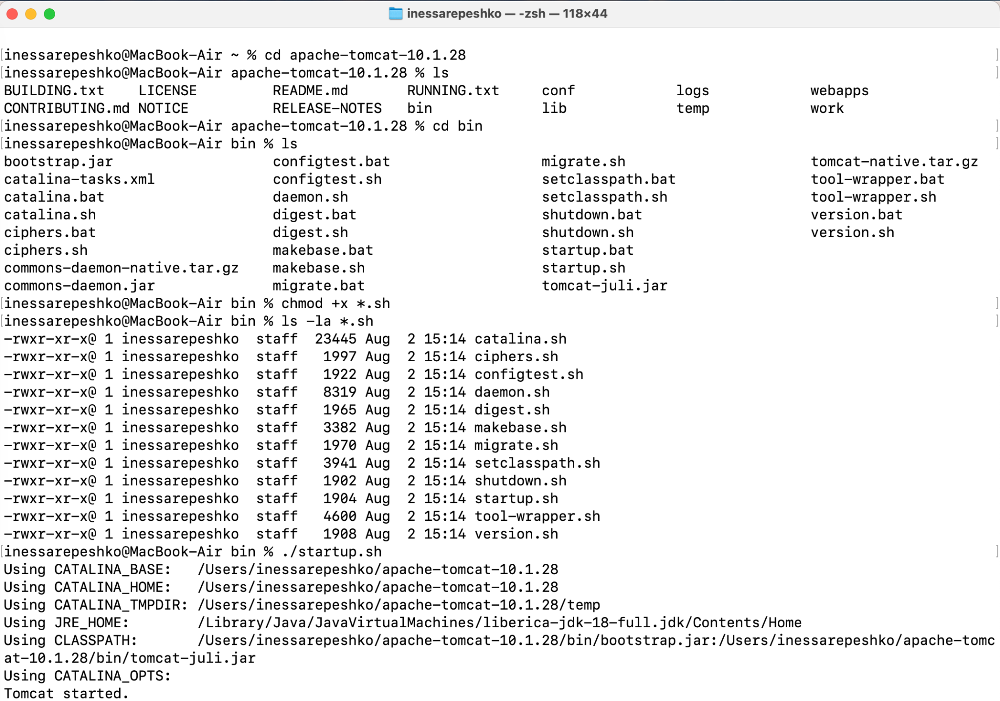 inessarepeshko — -zsh — 118×44
inessarepeshko@MacBook-Air ~ % cd apache-tomcat-10.1.28
inessarepeshko@MacBook-Air apache-tomcat-10.1.28 % ls
BUILDING.txt    LICENSE         README.md       RUNNING.txt     conf            logs            webapps
CONTRIBUTING.md NOTICE          RELEASE-NOTES   bin             lib             temp            work
inessarepeshko@MacBook-Air apache-tomcat-10.1.28 % cd bin
inessarepeshko@MacBook-Air bin % ls
bootstrap.jar                   configtest.bat                  migrate.sh                      tomcat-native.tar.gz
catalina-tasks.xml              configtest.sh                   setclasspath.bat                tool-wrapper.bat
catalina.bat                    daemon.sh                       setclasspath.sh                 tool-wrapper.sh
catalina.sh                     digest.bat                      shutdown.bat                    version.bat
ciphers.bat                     digest.sh                       shutdown.sh                     version.sh
ciphers.sh                      makebase.bat                    startup.bat
commons-daemon-native.tar.gz    makebase.sh                     startup.sh
commons-daemon.jar              migrate.bat                     tomcat-juli.jar
inessarepeshko@MacBook-Air bin % chmod +x *.sh
inessarepeshko@MacBook-Air bin % ls -la *.sh
-rwxr-xr-x@ 1 inessarepeshko  staff  23445 Aug  2 15:14 catalina.sh
-rwxr-xr-x@ 1 inessarepeshko  staff   1997 Aug  2 15:14 ciphers.sh
-rwxr-xr-x@ 1 inessarepeshko  staff   1922 Aug  2 15:14 configtest.sh
-rwxr-xr-x@ 1 inessarepeshko  staff   8319 Aug  2 15:14 daemon.sh
-rwxr-xr-x@ 1 inessarepeshko  staff   1965 Aug  2 15:14 digest.sh
-rwxr-xr-x@ 1 inessarepeshko  staff   3382 Aug  2 15:14 makebase.sh
-rwxr-xr-x@ 1 inessarepeshko  staff   1970 Aug  2 15:14 migrate.sh
-rwxr-xr-x@ 1 inessarepeshko  staff   3941 Aug  2 15:14 setclasspath.sh
-rwxr-xr-x@ 1 inessarepeshko  staff   1902 Aug  2 15:14 shutdown.sh
-rwxr-xr-x@ 1 inessarepeshko  staff   1904 Aug  2 15:14 startup.sh
-rwxr-xr-x@ 1 inessarepeshko  staff   4600 Aug  2 15:14 tool-wrapper.sh
-rwxr-xr-x@ 1 inessarepeshko  staff   1908 Aug  2 15:14 version.sh
inessarepeshko@MacBook-Air bin % ./startup.sh
Using CATALINA_BASE:   /Users/inessarepeshko/apache-tomcat-10.1.28
Using CATALINA_HOME:   /Users/inessarepeshko/apache-tomcat-10.1.28
Using CATALINA_TMPDIR: /Users/inessarepeshko/apache-tomcat-10.1.28/temp
Using JRE_HOME:        /Library/Java/JavaVirtualMachines/liberica-jdk-18-full.jdk/Contents/Home
Using CLASSPATH:       /Users/inessarepeshko/apache-tomcat-10.1.28/bin/bootstrap.jar:/Users/inessarepeshko/apache-tomc
at-10.1.28/bin/tomcat-juli.jar
Using CATALINA_OPTS:
Tomcat started.